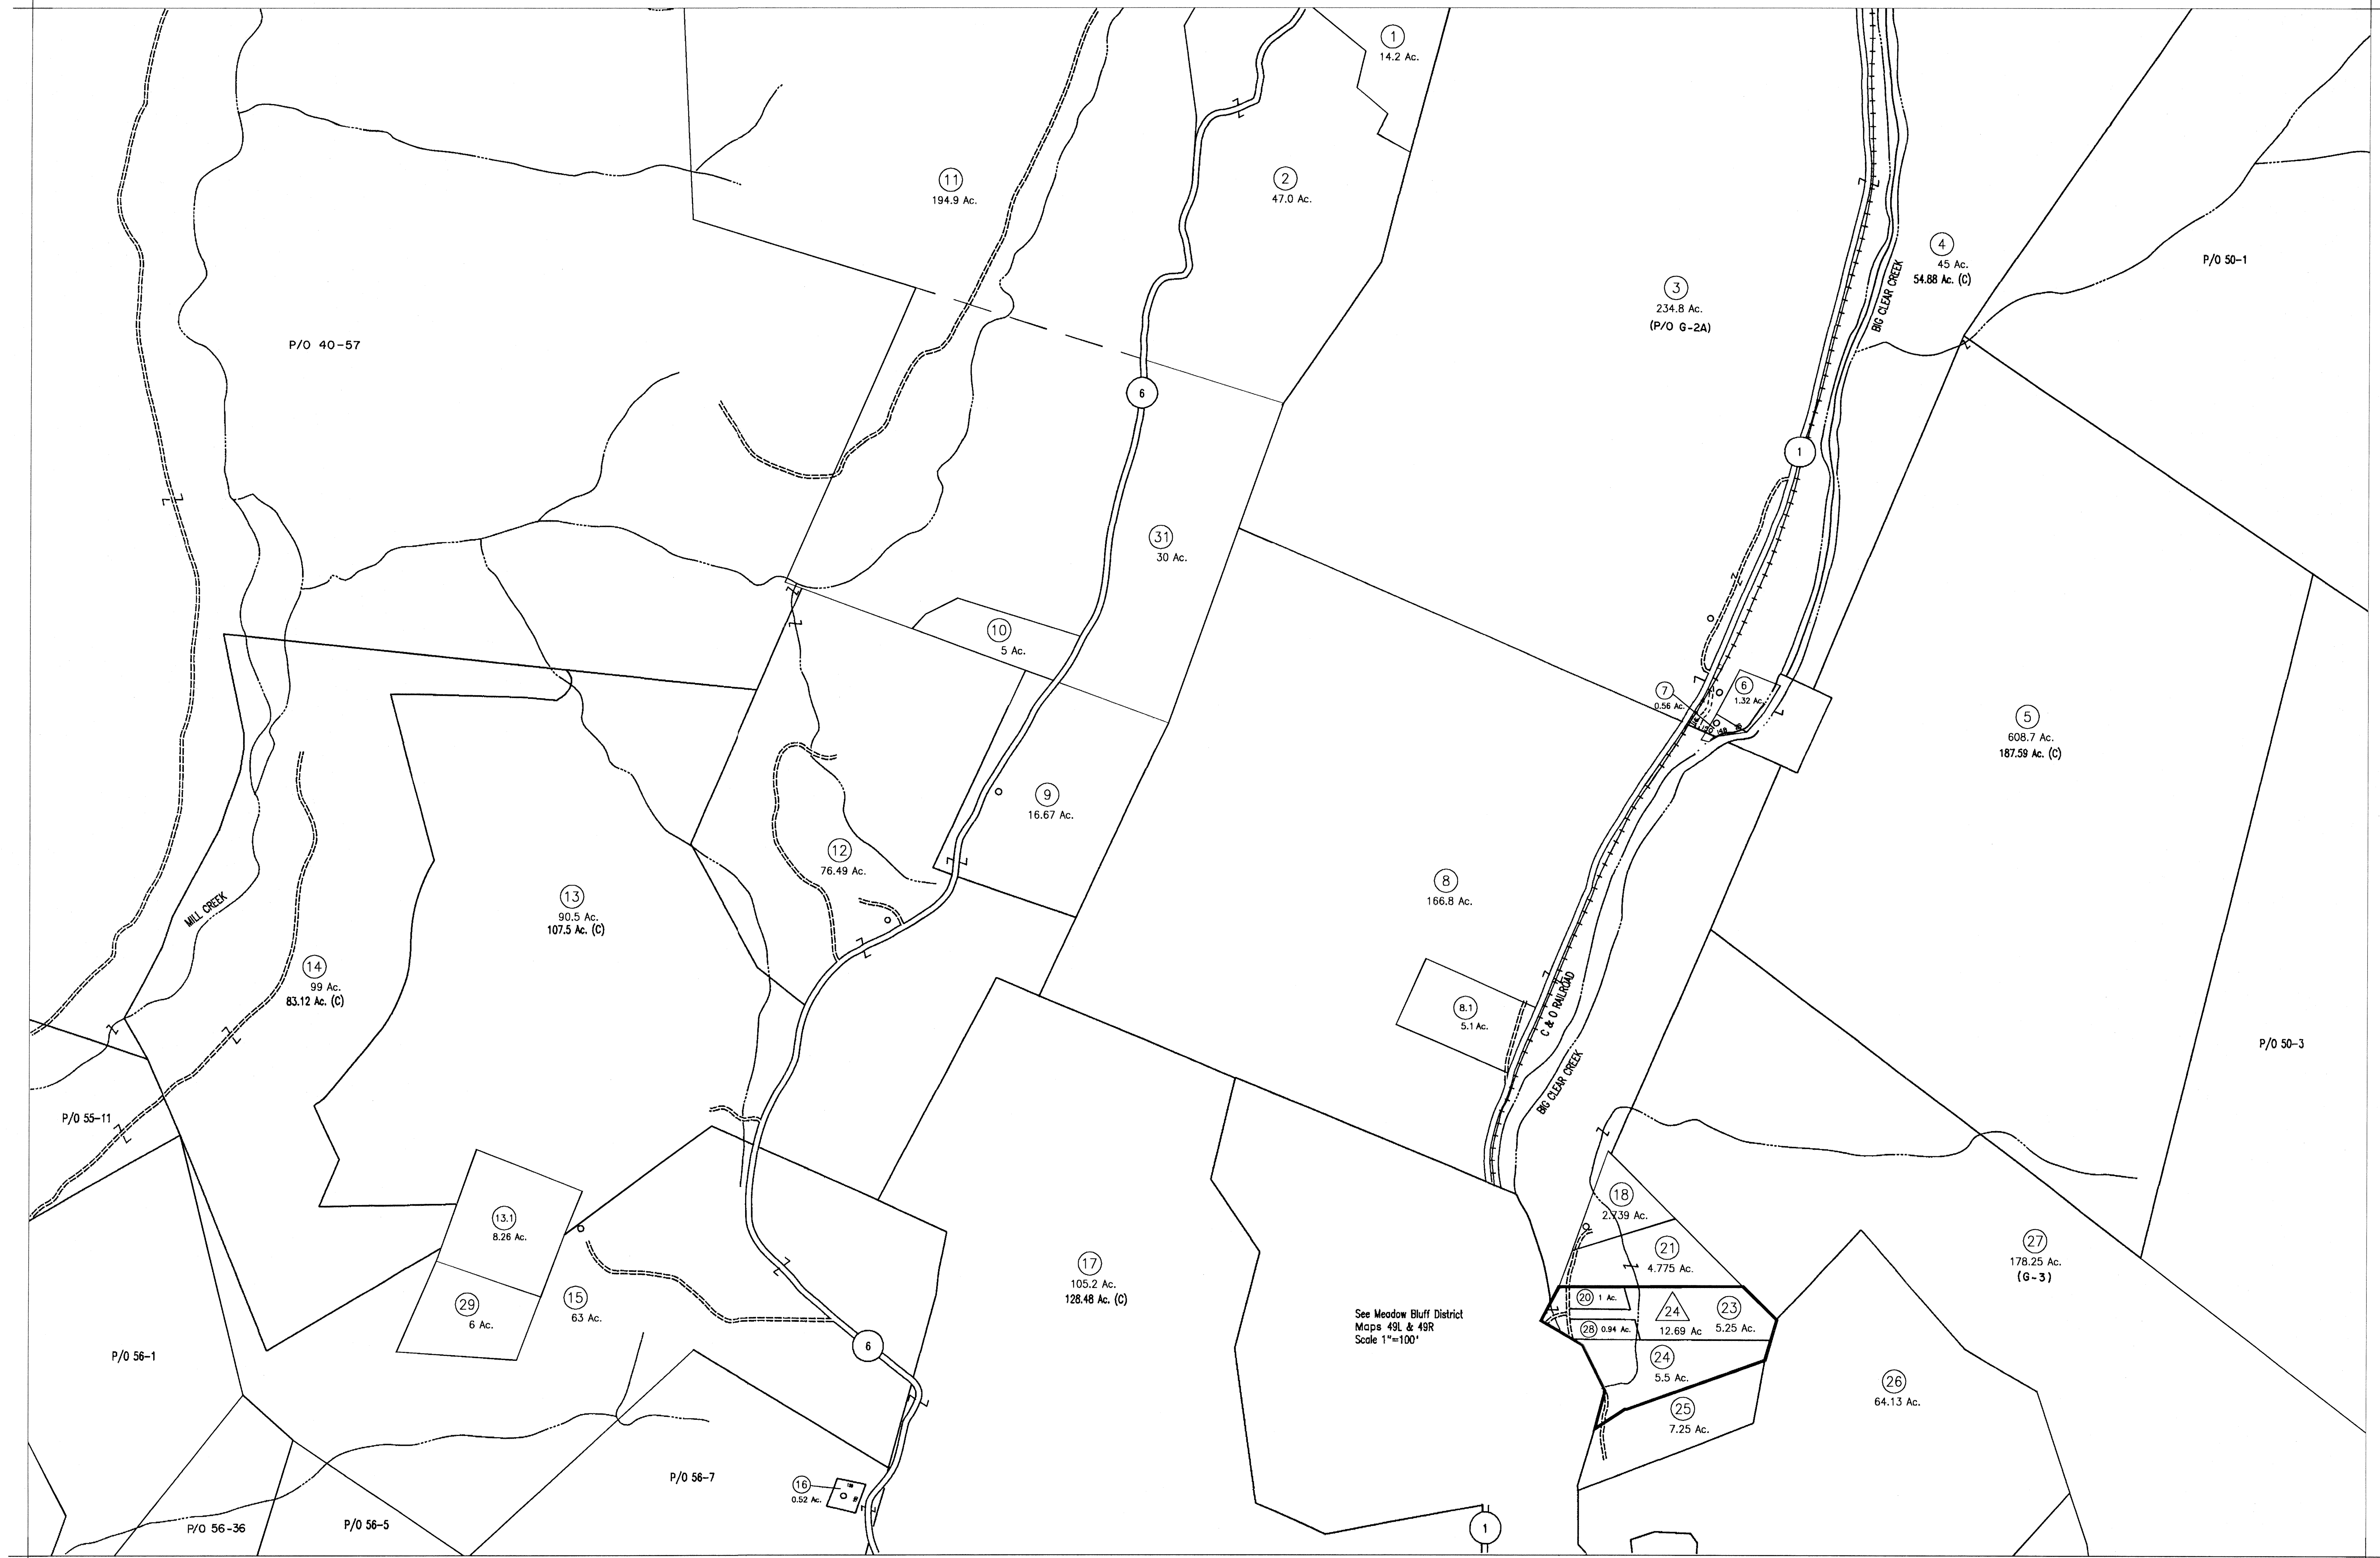 1
14.2 Ac.
11
194.9 Ac.
2
47.0 Ac.
3
234.8 Ac.
(P/O G-2A)
BIG CLEAR CREEK
4
45 Ac.
54.88 Ac. (C)
P/O 50-1
P/O 40-57
6
1
31
30 Ac.
10
5 Ac.
7
0.56 Ac.
6
1.32 Ac.
5
608.7 Ac.
187.59 Ac. (C)
9
16.67 Ac.
12
76.49 Ac.
8
166.8 Ac.
13
90.5 Ac.
107.5 Ac. (C)
MILL CREEK
14
99 Ac.
83.12 Ac. (C)
8.1
5.1 Ac.
C & O RAILROAD
BIG CLEAR CREEK
P/O 50-3
P/O 55-11
13.1
8.26 Ac.
18
2.739 Ac.
21
4.775 Ac.
27
178.25 Ac.
(G-3)
17
105.2 Ac.
128.48 Ac. (C)
29
6 Ac.
15
63 Ac.
20
1 Ac.
24
12.69 Ac
23
5.25 Ac.
28
0.94 Ac.
See Meadow Bluff District
Maps 49L & 49R
Scale 1"=100'
6
24
5.5 Ac.
P/O 56-1
26
64.13 Ac.
25
7.25 Ac.
P/O 56-7
16
0.52 Ac.
P/O 56-36
P/O 56-5
1